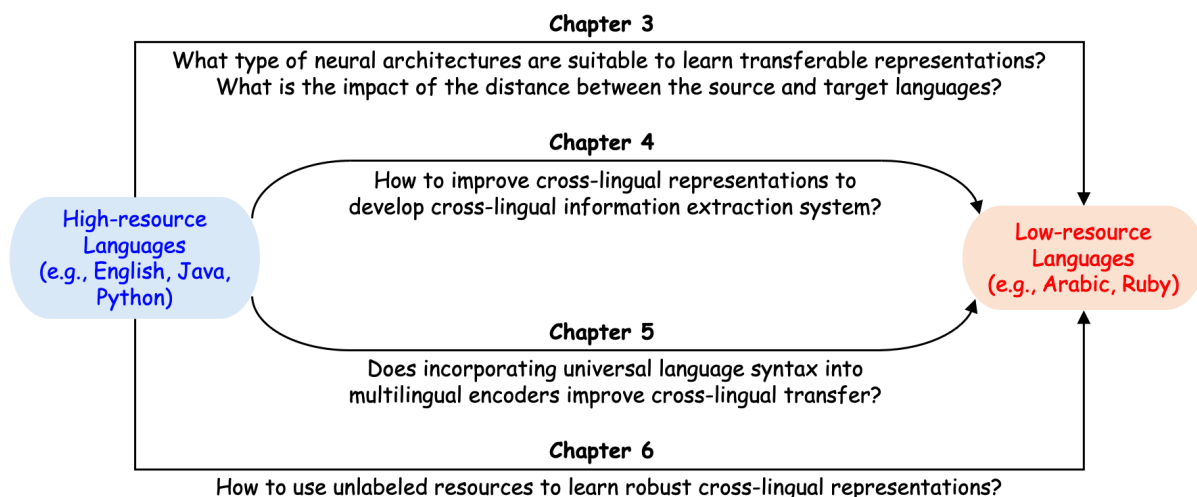 Chapter 3
What type of neural architectures are suitable to learn transferable representations?
What is the impact of the distance between the source and target languages?
Chapter 4
How to improve cross-lingual representations to
develop cross-lingual information extraction system?
High-resource
Languages
(e.g., English, Java,
Python)
Low-resource
Languages
(e.g., Arabic, Ruby)
Chapter 5
Does incorporating universal language syntax into
multilingual encoders improve cross-lingual transfer?
Chapter 6
How to use unlabeled resources to learn robust cross-lingual representations?